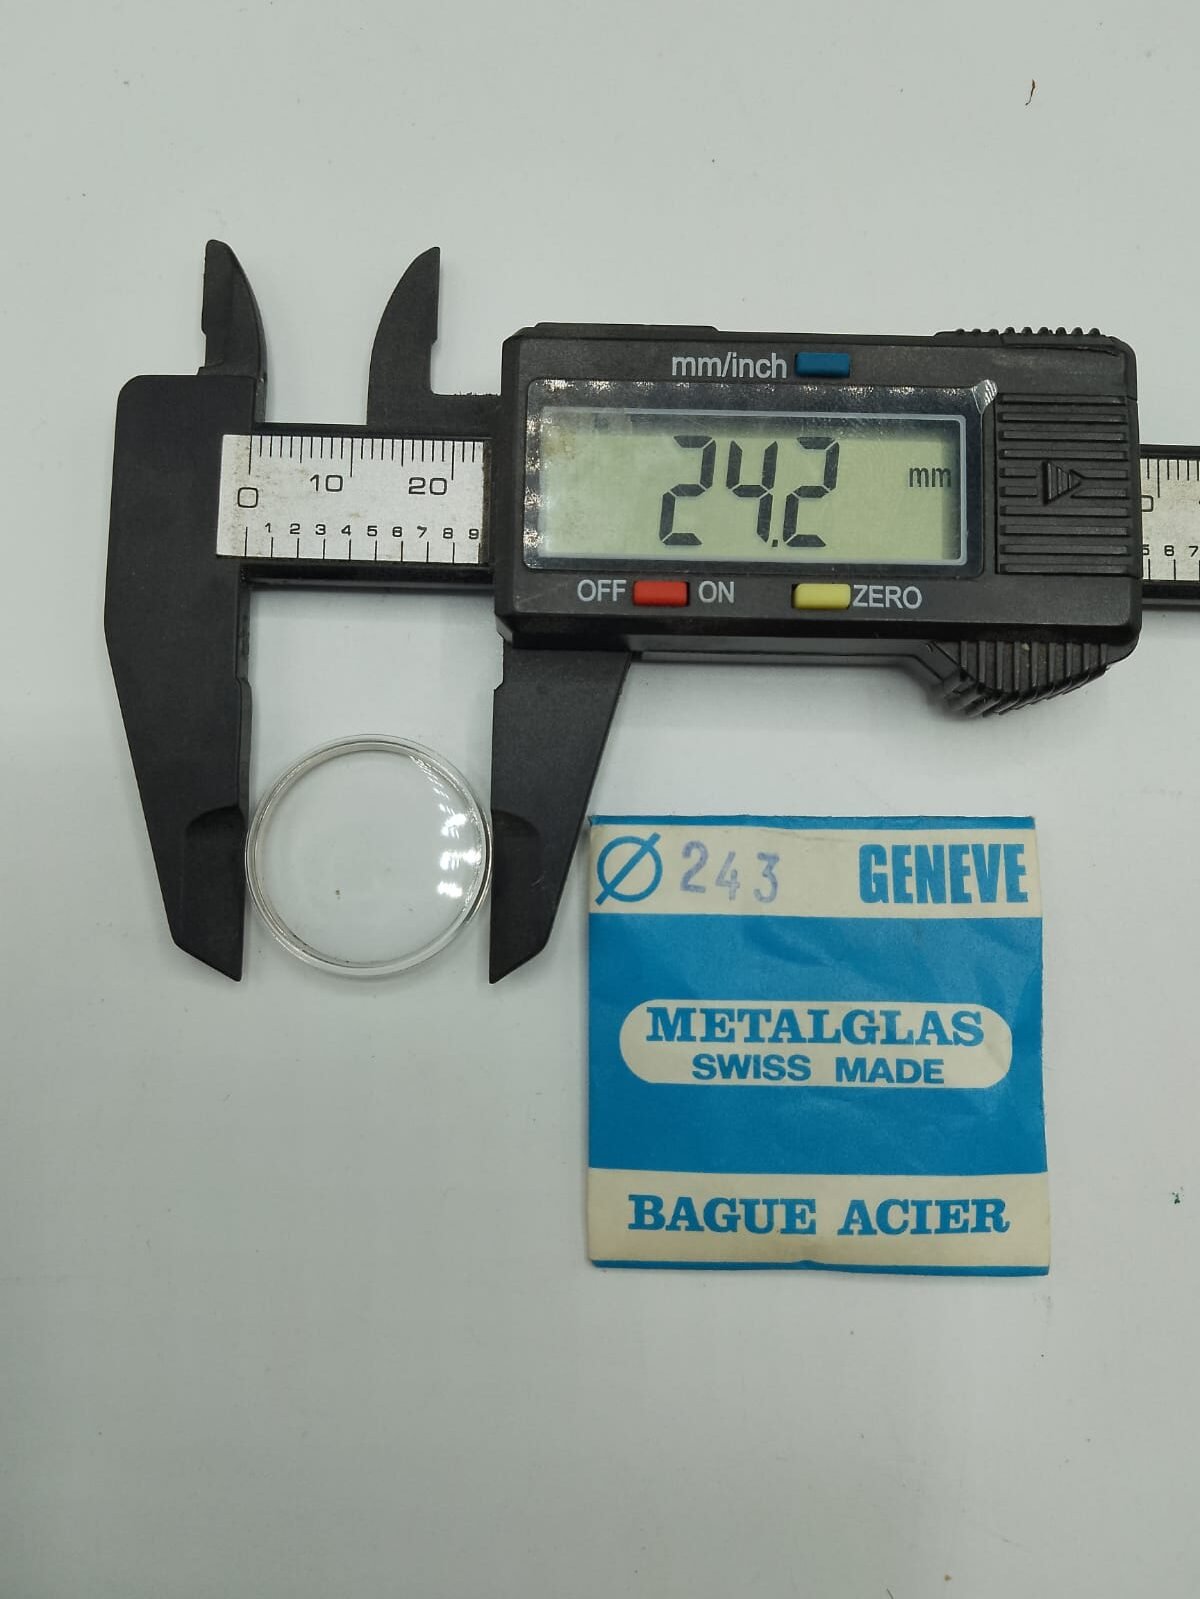 mm/inch
24.2 mm
OFF ON ZERO
0 10 20
1 2 3 4 5 6 7 8 9
Ø 243 GENEVE
METALGLAS
SWISS MADE
BAGUE ACIER